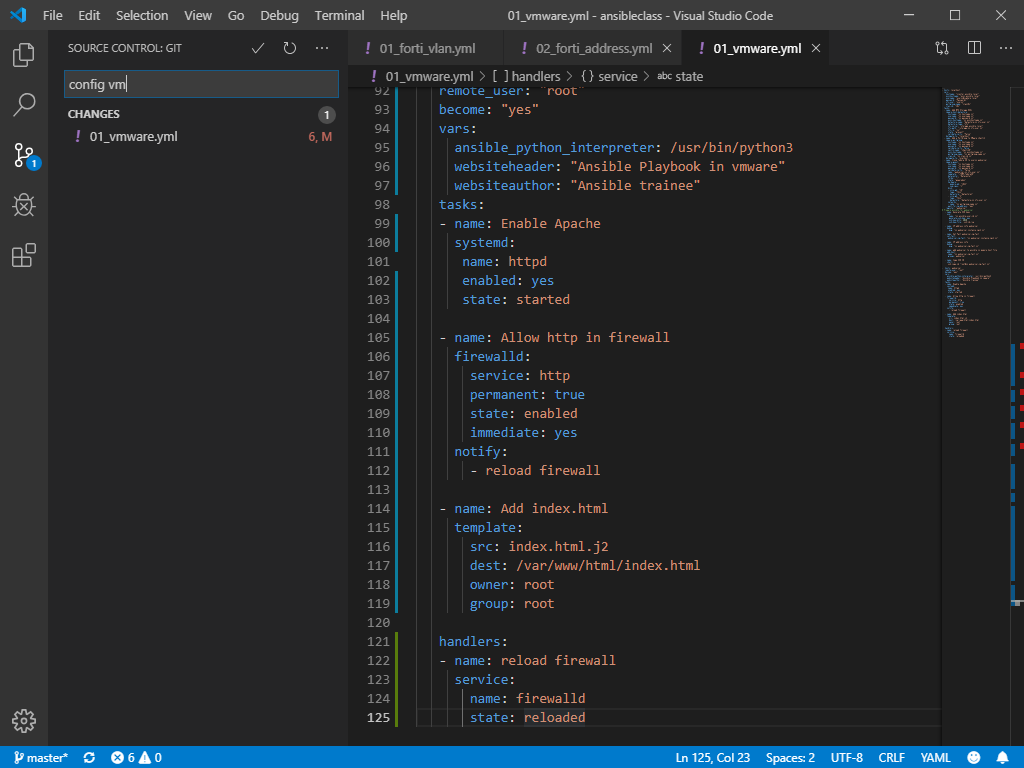 File Edit Selection View Go Debug Terminal Help 01_vmware.yml - ansibleclass - Visual Studio Code
SOURCE CONTROL: GIT
! 01_forti_vlan.yml ! 02_forti_address.yml ! 01_vmware.yml
! 01_vmware.yml > [ ] handlers > { } service > abc state
config vm
CHANGES 1
! 01_vmware.yml 6, M
1
92 remote_user: "root"
93 become: "yes"
94 vars:
95 ansible_python_interpreter: /usr/bin/python3
96 websiteheader: "Ansible Playbook in vmware"
97 websiteauthor: "Ansible trainee"
98 tasks:
99 - name: Enable Apache
100 systemd:
101 name: httpd
102 enabled: yes
103 state: started
104
105 - name: Allow http in firewall
106 firewalld:
107 service: http
108 permanent: true
109 state: enabled
110 immediate: yes
111 notify:
112 - reload firewall
113
114 - name: Add index.html
115 template:
116 src: index.html.j2
117 dest: /var/www/html/index.html
118 owner: root
119 group: root
120
121 handlers:
122 - name: reload firewall
123 service:
124 name: firewalld
125 state: reloaded
master* 6 0 Ln 125, Col 23 Spaces: 2 UTF-8 CRLF YAML